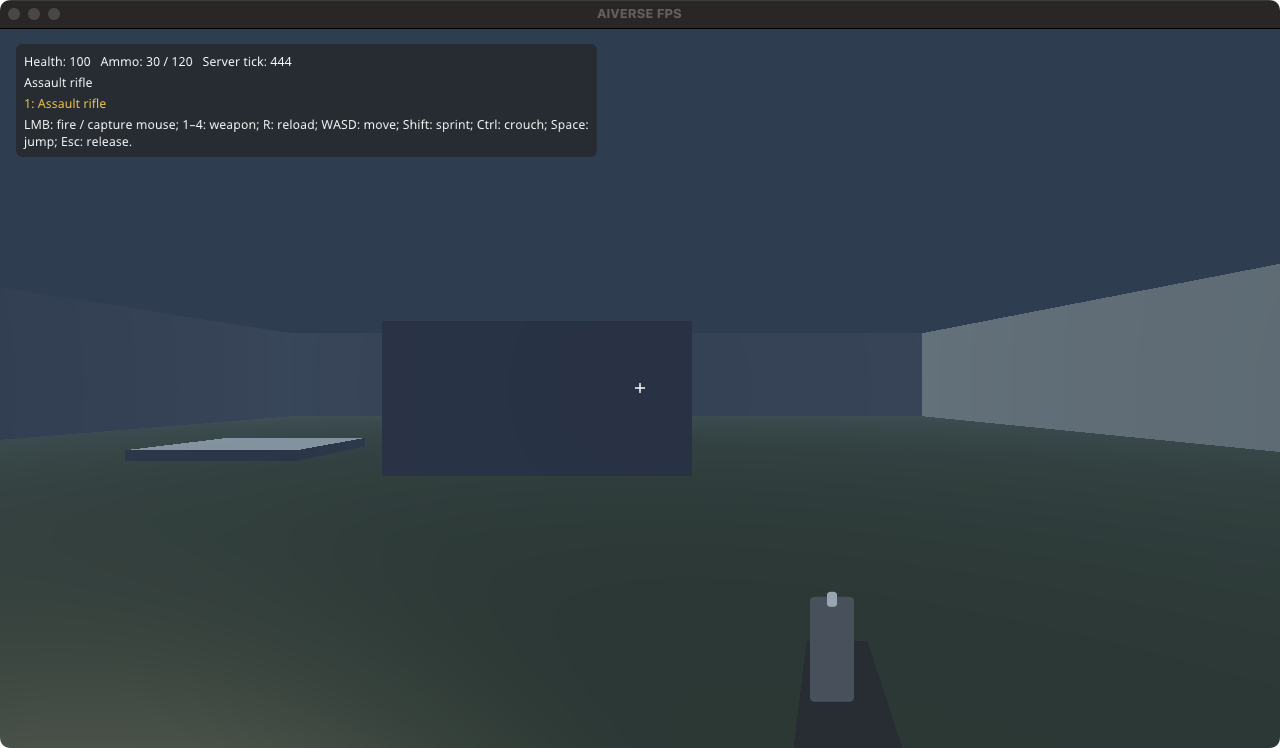 AIVERSE FPS
Health: 100   Ammo: 30 / 120   Server tick: 444
Assault rifle
1: Assault rifle
LMB: fire / capture mouse; 1–4: weapon; R: reload; WASD: move; Shift: sprint; Ctrl: crouch; Space:
jump; Esc: release.